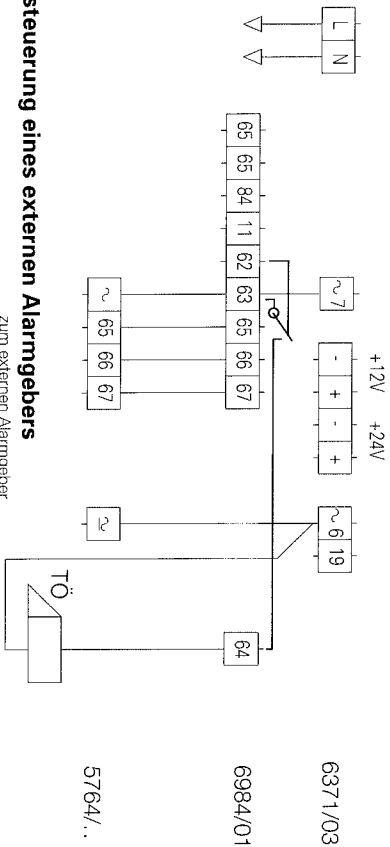 +12V +24V
L N ~7 - + - + ~6 19 6371/03
65 65 84 11 62 63 65 66 67 64 6984/01
~ 65 66 67 ≃ 5764/..
TÖ
steuerung eines externen Alarmgebers
zum externen Alarmgeber